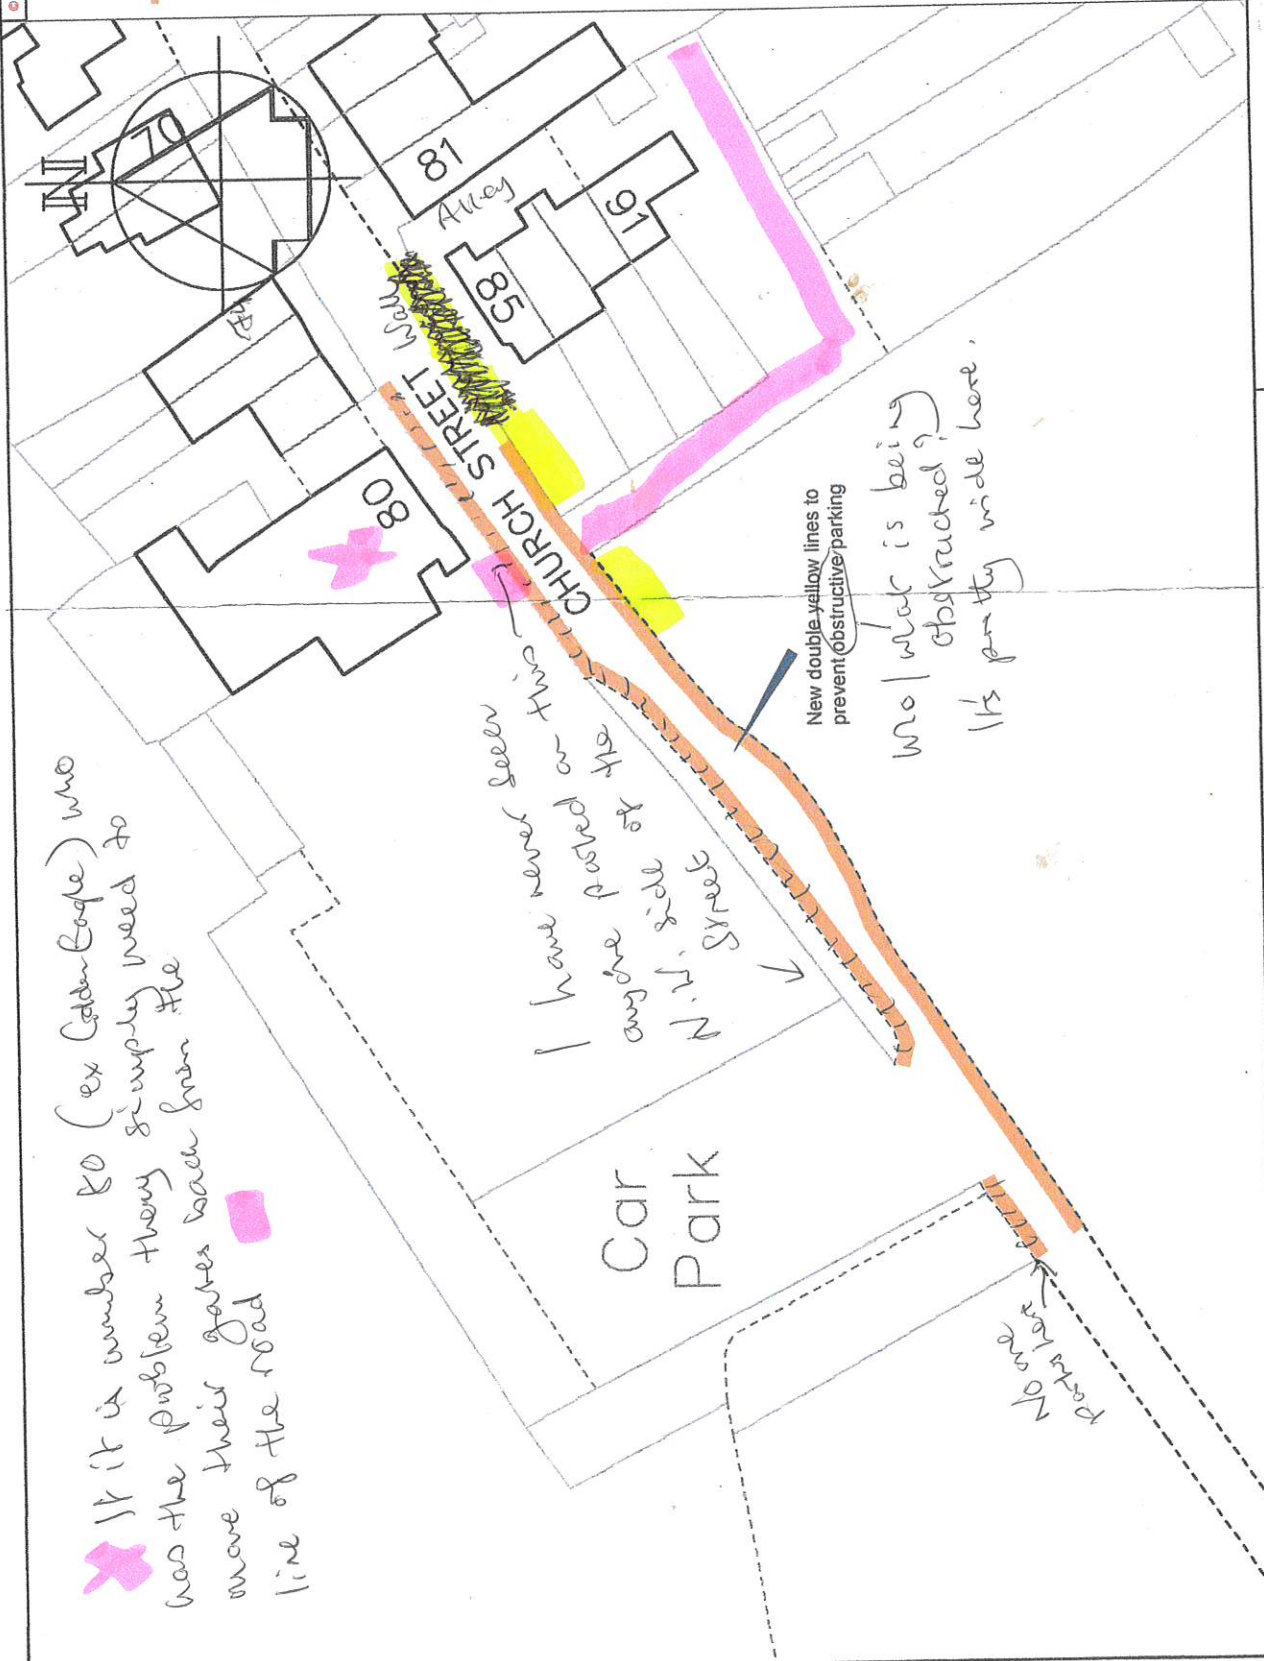 If it is number 80 (ex Golden Eagle) who
has the problem they simply need to
move their gates back from the
line of the road
I have never seen
anyone parked on this
N.W. side of the
street
Car
Park
No one
parks here
New double yellow lines to
prevent obstructive parking
Who / what is being
obstructed?
It's pretty wide here.
CHURCH STREET
Wall
Alley
70
80
81
85
91
N